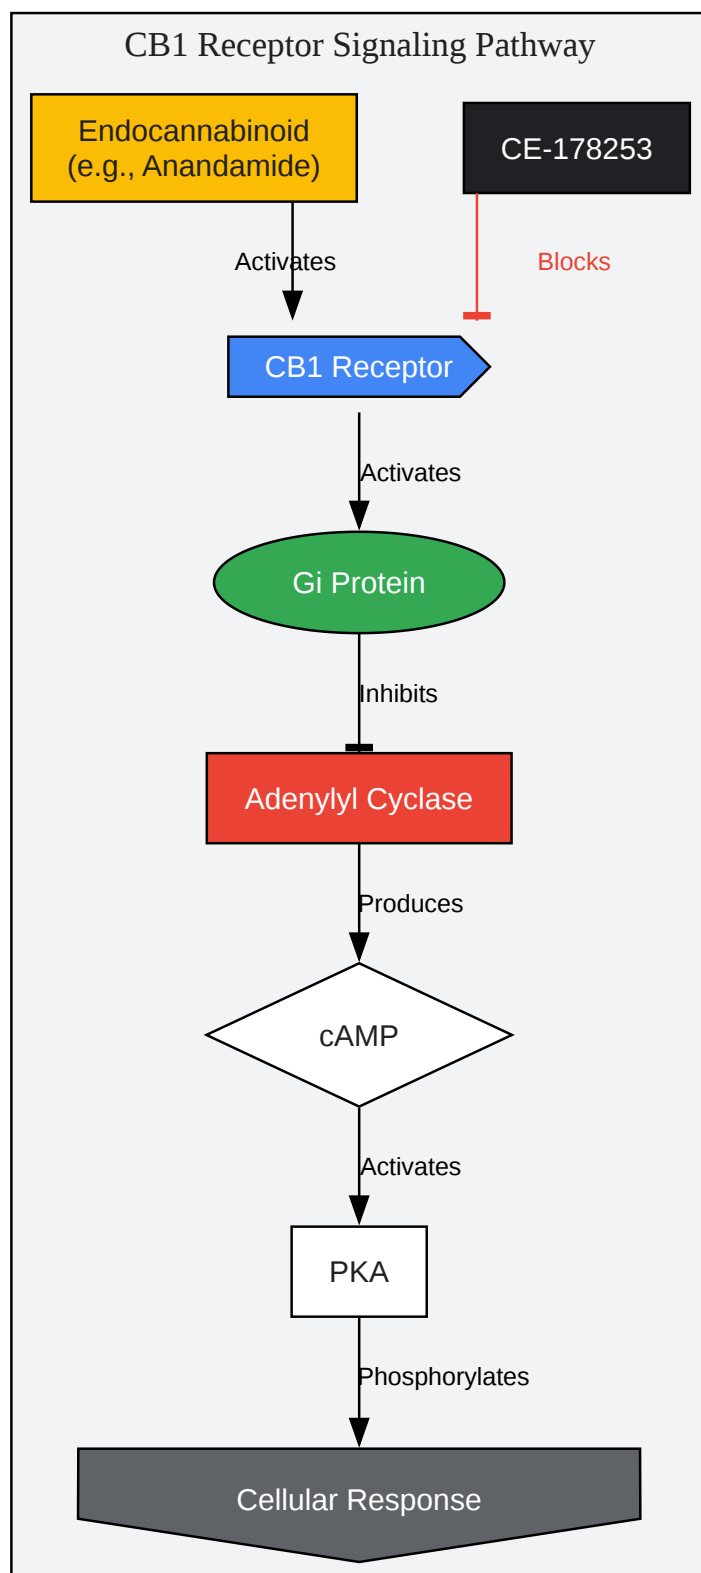 CB1 Receptor Signaling Pathway
Endocannabinoid
(e.g., Anandamide)
CE-178253
Activates
Blocks
CB1 Receptor
Activates
Gi Protein
Inhibits
Adenylyl Cyclase
Produces
cAMP
Activates
PKA
Phosphorylates
Cellular Response